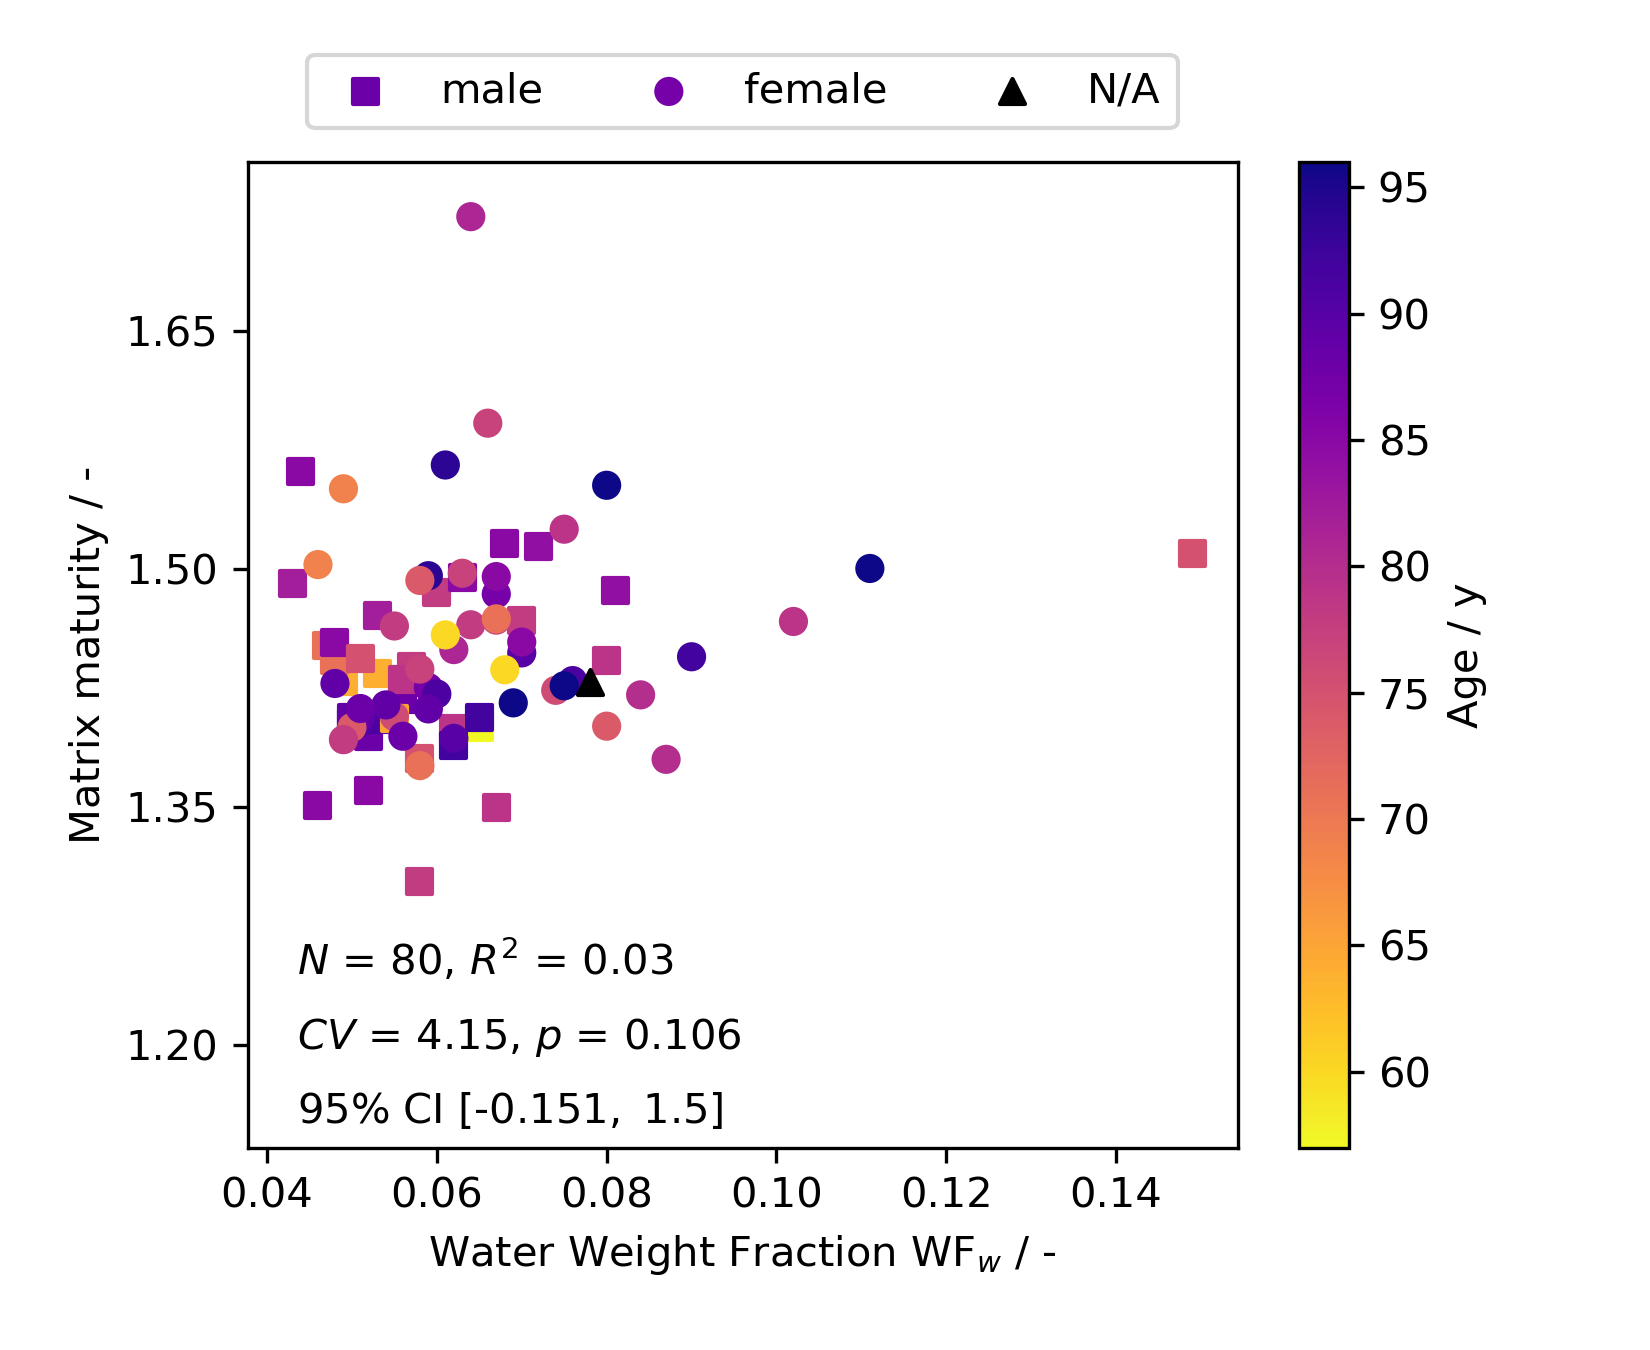 male female N/A
Matrix maturity / -
1.65
1.50
1.35
1.20
N = 80, R² = 0.03
CV = 4.15, p = 0.106
95% CI [-0.151, 1.5]
0.04 0.06 0.08 0.10 0.12 0.14
Water Weight Fraction WF_w / -
95
90
85
80
75
70
65
60
Age / y